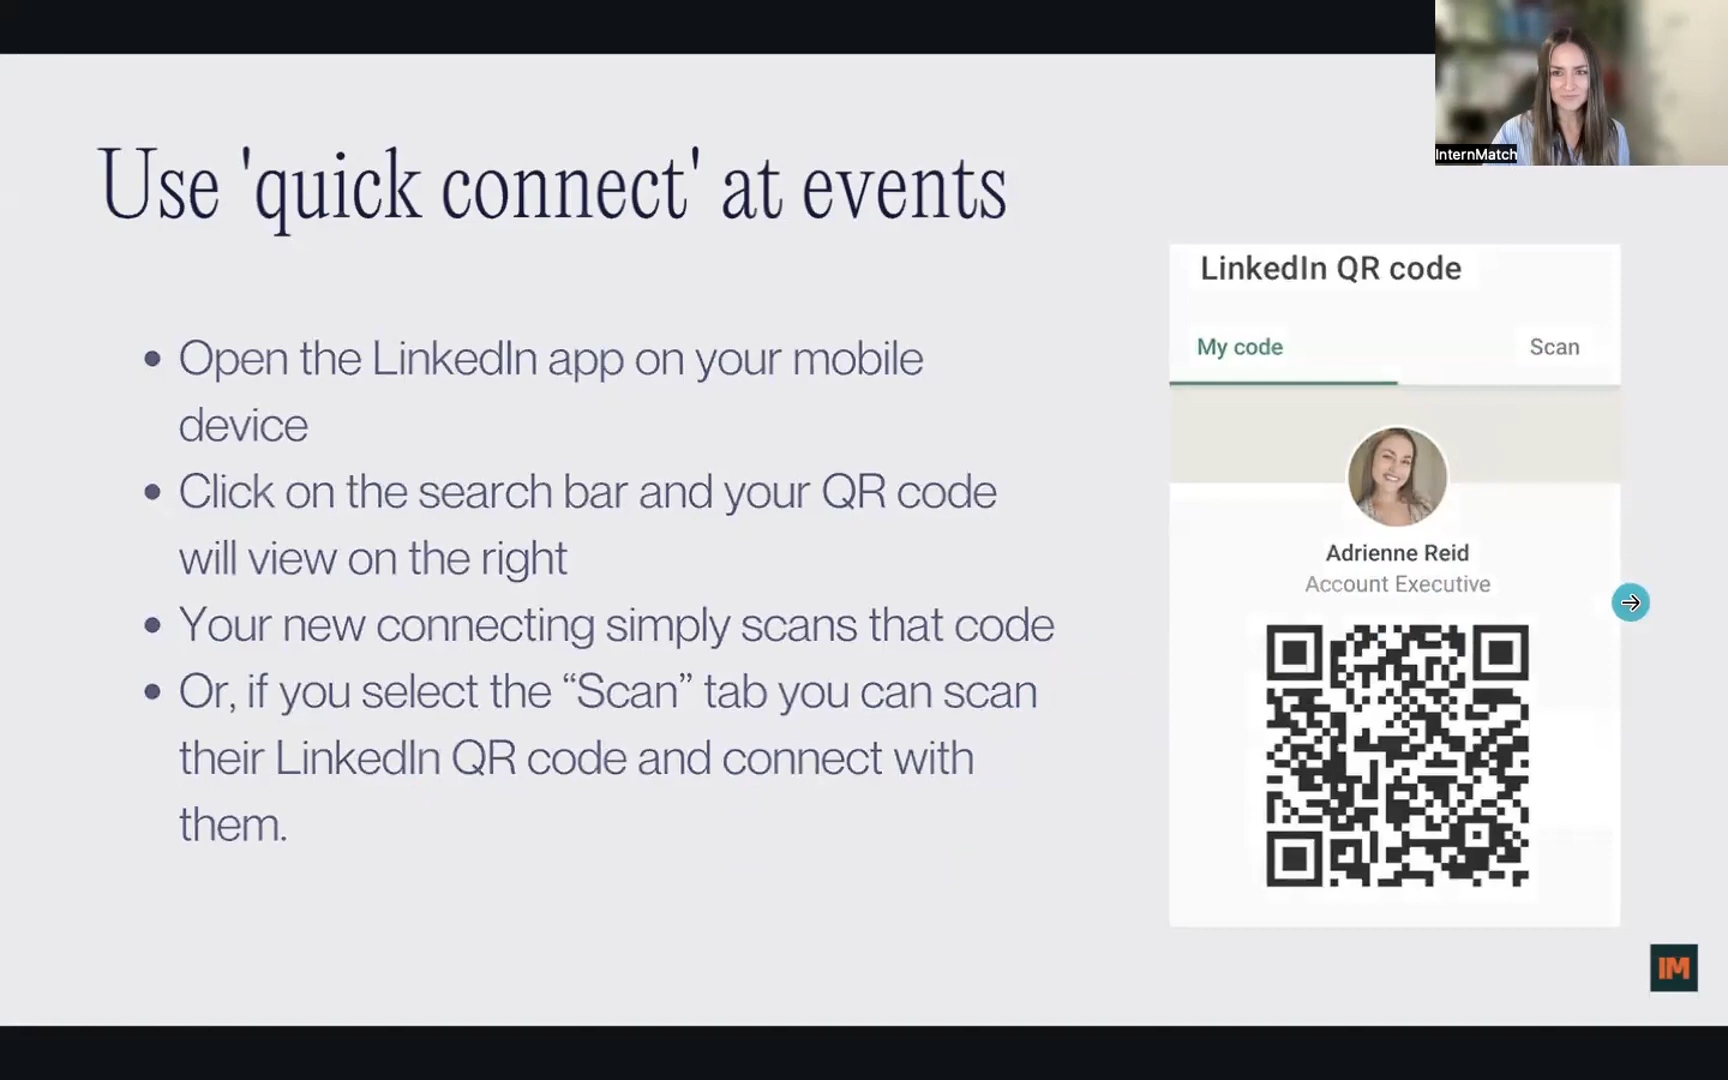 InternMatch
Use 'quick connect' at events
• Open the LinkedIn app on your mobile
device
• Click on the search bar and your QR code
will view on the right
• Your new connecting simply scans that code
• Or, if you select the “Scan” tab you can scan
their LinkedIn QR code and connect with
them.
LinkedIn QR code
My code Scan
Adrienne Reid
Account Executive
IM